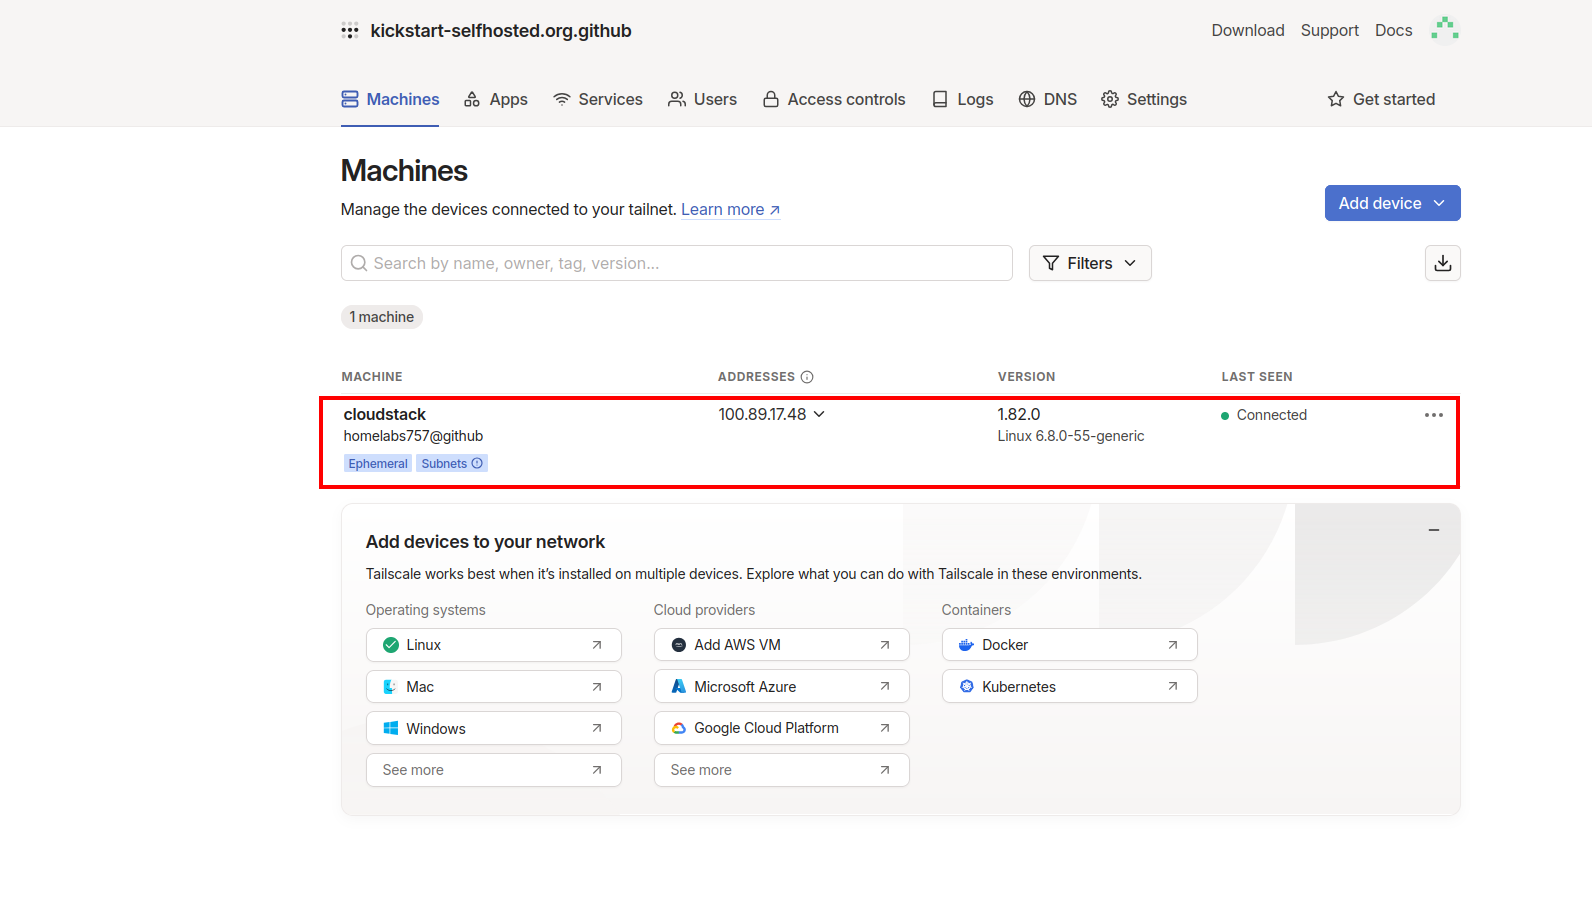 kickstart-selfhosted.org.github
Download Support Docs
Machines Apps Services Users Access controls Logs DNS Settings Get started
Machines
Manage the devices connected to your tailnet. Learn more ↗
Add device
Search by name, owner, tag, version...
Filters
1 machine
MACHINE ADDRESSES VERSION LAST SEEN
cloudstack 100.89.17.48 1.82.0 Connected
homelabs757@github Linux 6.8.0-55-generic
Ephemeral Subnets
Add devices to your network
Tailscale works best when it’s installed on multiple devices. Explore what you can do with Tailscale in these environments.
Operating systems Cloud providers Containers
Linux Add AWS VM Docker
Mac Microsoft Azure Kubernetes
Windows Google Cloud Platform
See more See more